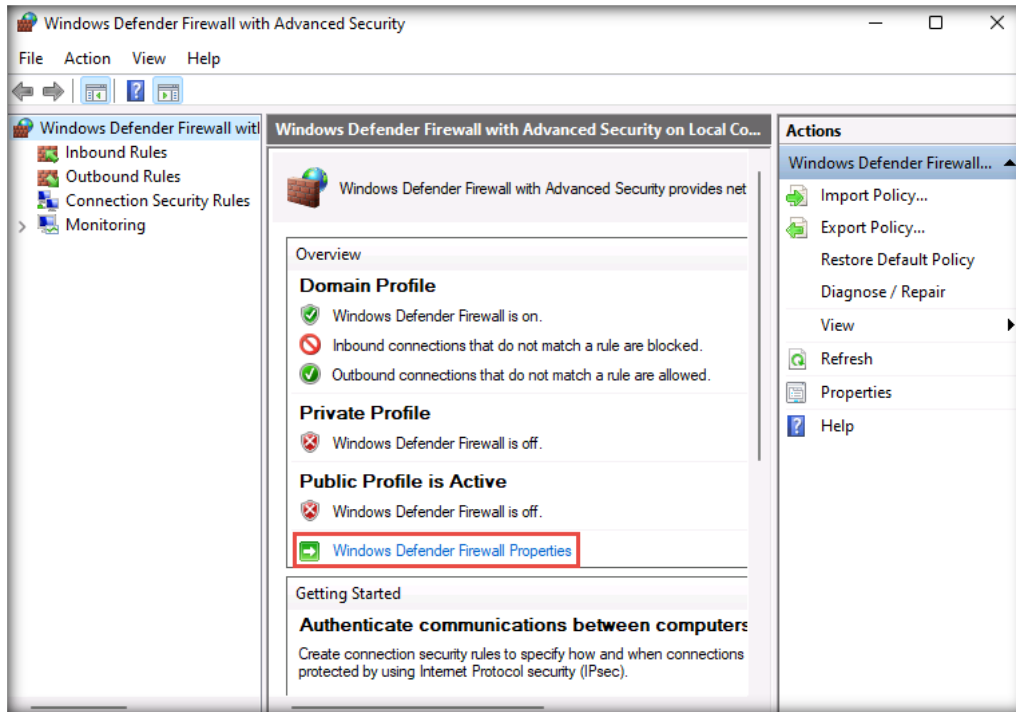 Windows Defender Firewall with Advanced Security
File Action View Help
Windows Defender Firewall witl
Inbound Rules
Outbound Rules
Connection Security Rules
Monitoring
Windows Defender Firewall with Advanced Security on Local Co...
Windows Defender Firewall with Advanced Security provides net
Overview
Domain Profile
Windows Defender Firewall is on.
Inbound connections that do not match a rule are blocked.
Outbound connections that do not match a rule are allowed.
Private Profile
Windows Defender Firewall is off.
Public Profile is Active
Windows Defender Firewall is off.
Windows Defender Firewall Properties
Getting Started
Authenticate communications between computers
Create connection security rules to specify how and when connections
protected by using Internet Protocol security (IPsec).
Actions
Windows Defender Firewall...
Import Policy...
Export Policy...
Restore Default Policy
Diagnose / Repair
View
Refresh
Properties
Help